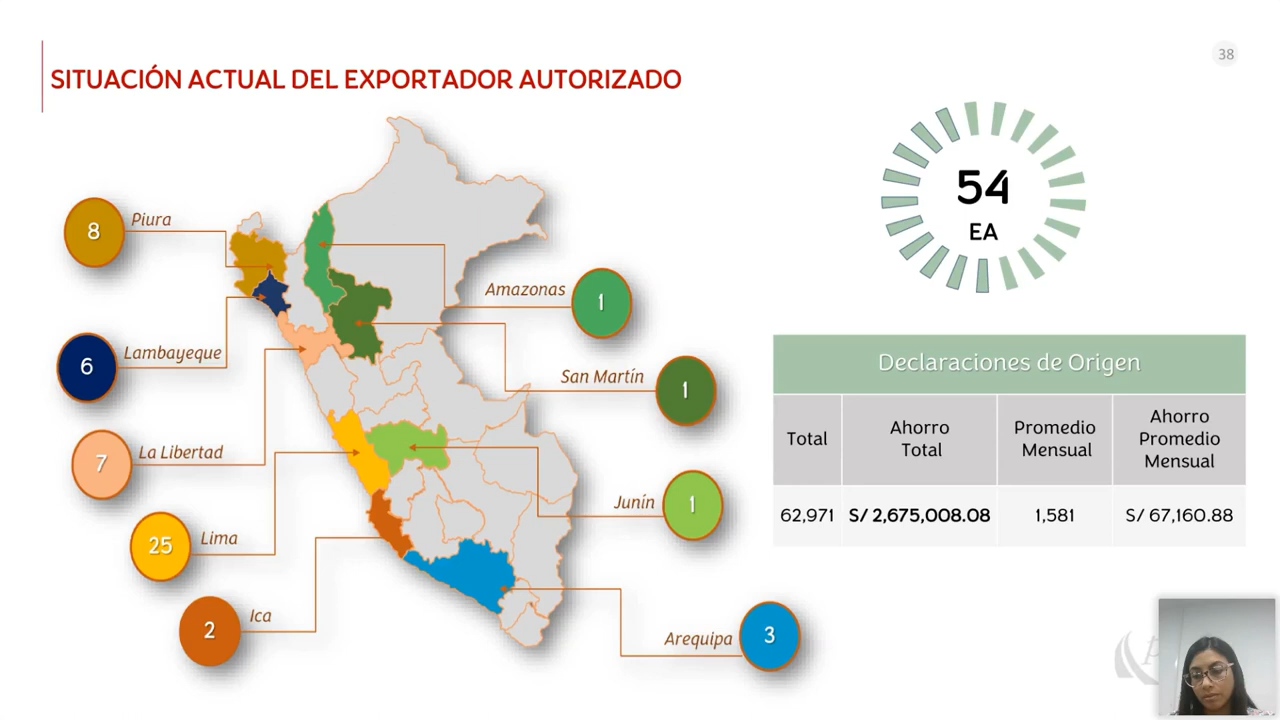 38
SITUACIÓN ACTUAL DEL EXPORTADOR AUTORIZADO
54
EA
8
Piura
Amazonas
1
6
Lambayeque
San Martín
1
7
La Libertad
Junín
1
25
Lima
2
Ica
Arequipa
3
Declaraciones de Origen
Total
Ahorro
Total
Promedio
Mensual
Ahorro
Promedio
Mensual
62,971
S/ 2,675,008.08
1,581
S/ 67,160.88